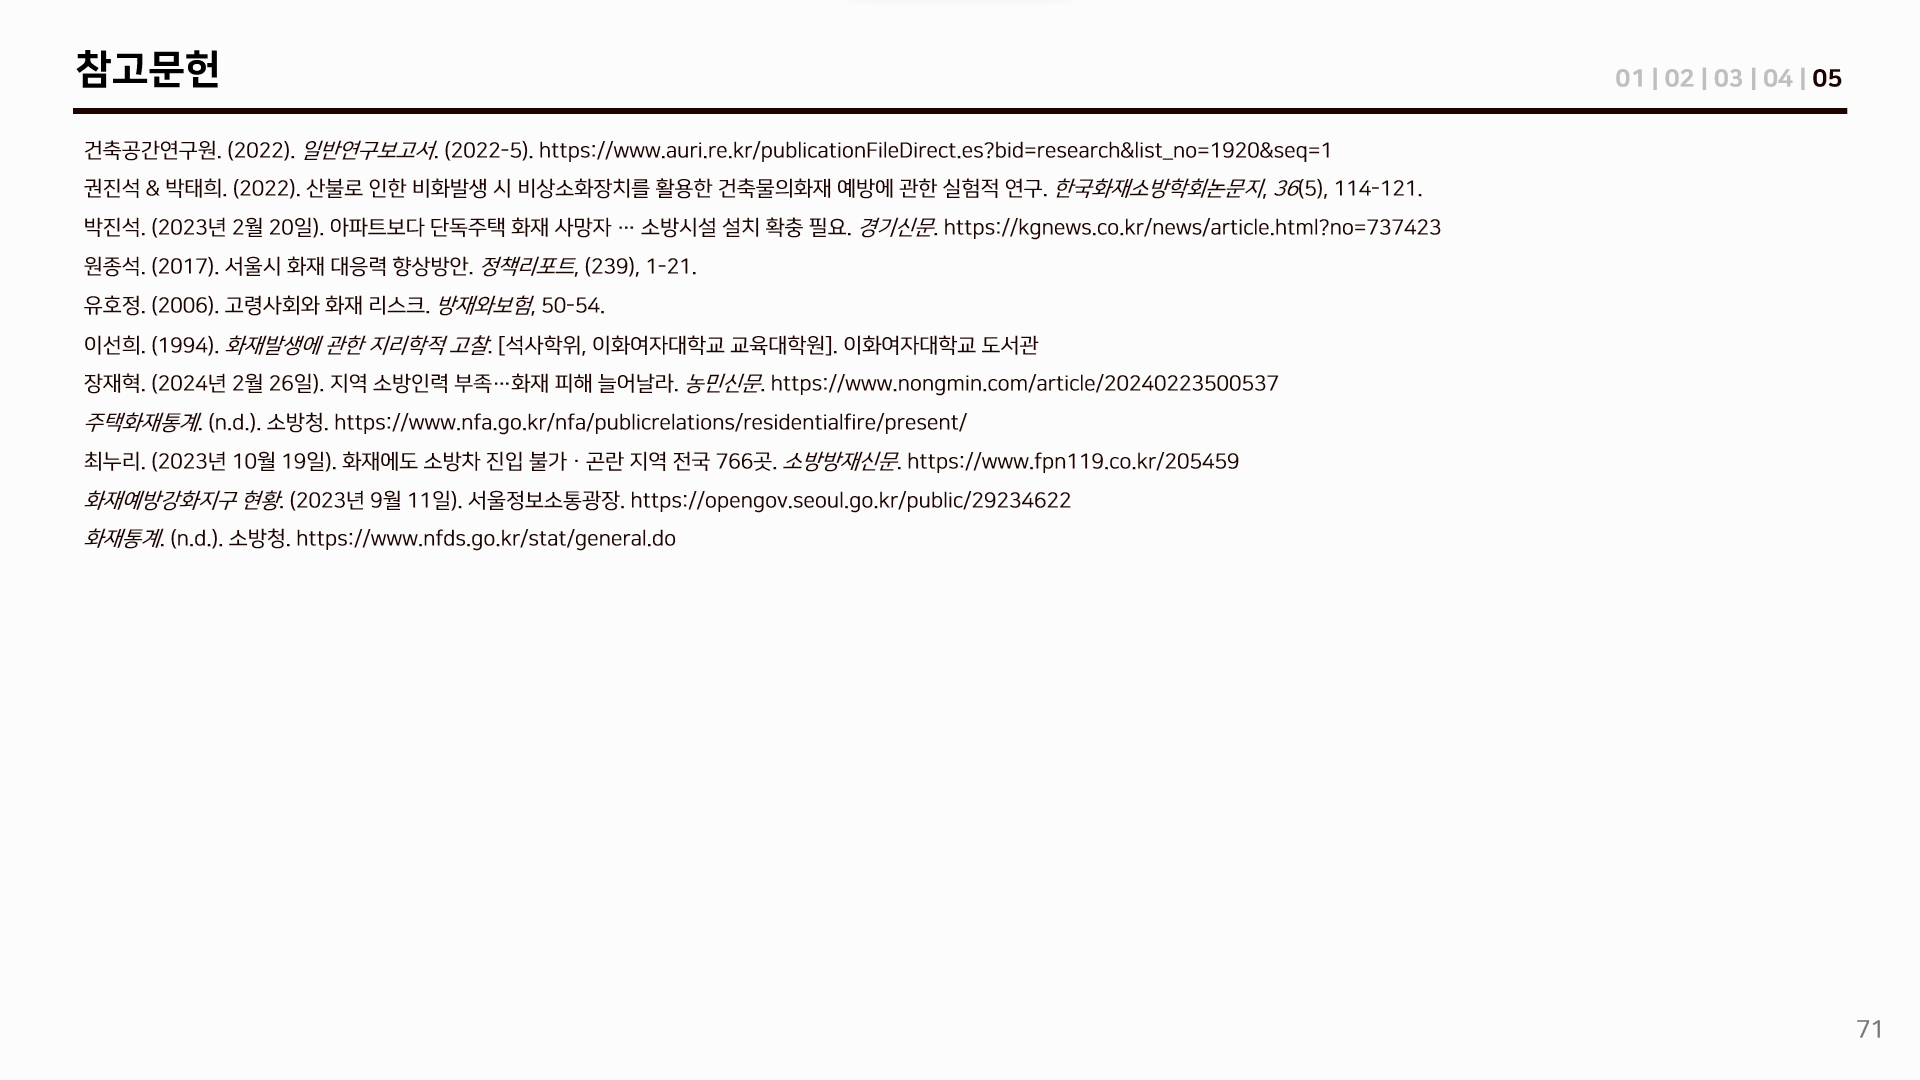 참고문헌
01 | 02 | 03 | 04 | 05
건축공간연구원. (2022). 일반연구보고서. (2022-5). https://www.auri.re.kr/publicationFileDirect.es?bid=research&list_no=1920&seq=1
권진석 & 박태희. (2022). 산불로 인한 비화발생 시 비상소화장치를 활용한 건축물의화재 예방에 관한 실험적 연구. 한국화재소방학회논문지, 36(5), 114-121.
박진석. (2023년 2월 20일). 아파트보다 단독주택 화재 사망자 … 소방시설 설치 확충 필요. 경기신문. https://kgnews.co.kr/news/article.html?no=737423
원종석. (2017). 서울시 화재 대응력 향상방안. 정책리포트, (239), 1-21.
유호정. (2006). 고령사회와 화재 리스크. 방재와보험, 50-54.
이선희. (1994). 화재발생에 관한 지리학적 고찰. [석사학위, 이화여자대학교 교육대학원]. 이화여자대학교 도서관
장재혁. (2024년 2월 26일). 지역 소방인력 부족…화재 피해 늘어날라. 농민신문. https://www.nongmin.com/article/20240223500537
주택화재통계. (n.d.). 소방청. https://www.nfa.go.kr/nfa/publicrelations/residentialfire/present/
최누리. (2023년 10월 19일). 화재에도 소방차 진입 불가ㆍ곤란 지역 전국 766곳. 소방방재신문. https://www.fpn119.co.kr/205459
화재예방강화지구 현황. (2023년 9월 11일). 서울정보소통광장. https://opengov.seoul.go.kr/public/29234622
화재통계. (n.d.). 소방청. https://www.nfds.go.kr/stat/general.do
71